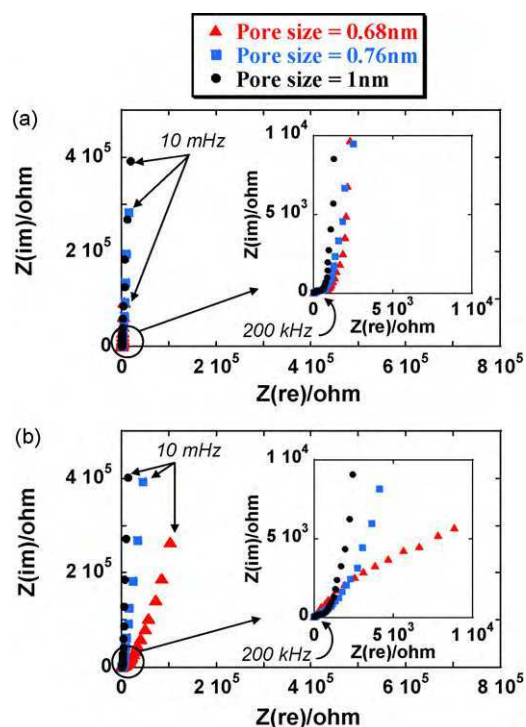 Pore size = 0.68nm
Pore size = 0.76nm
Pore size = 1nm
(a)
Z(im)/ohm
4 10⁵
2 10⁵
0
10 mHz
1 10⁴
5 10³
0
0
5 10³
1 10⁴
Z(re)/ohm
200 kHz
0
2 10⁵
4 10⁵
6 10⁵
8 10⁵
Z(re)/ohm
(b)
Z(im)/ohm
4 10⁵
2 10⁵
0
10 mHz
1 10⁴
5 10³
0
0
5 10³
1 10⁴
Z(re)/ohm
200 kHz
0
2 10⁵
4 10⁵
6 10⁵
8 10⁵
Z(re)/ohm